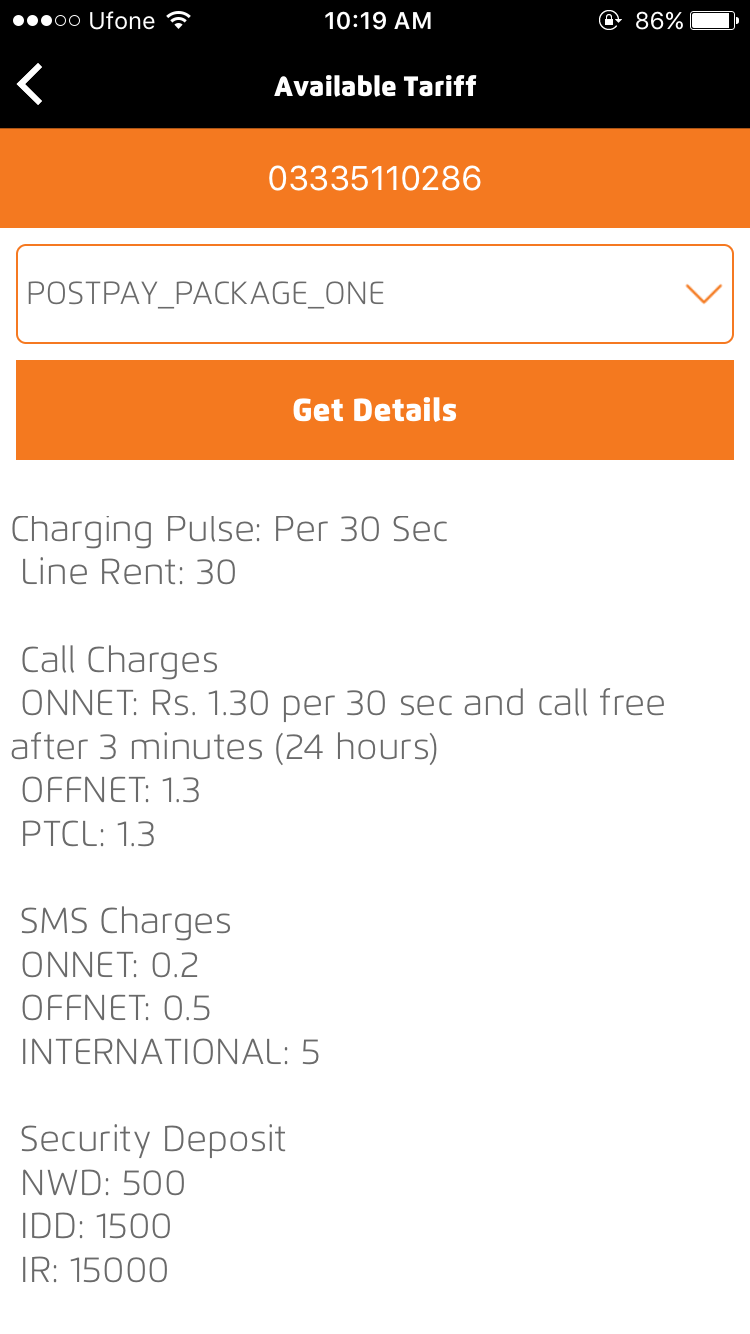 Ufone 10:19 AM 86%
Available Tariff
03335110286
POSTPAY_PACKAGE_ONE
Get Details
Charging Pulse: Per 30 Sec
Line Rent: 30
Call Charges
ONNET: Rs. 1.30 per 30 sec and call free
after 3 minutes (24 hours)
OFFNET: 1.3
PTCL: 1.3
SMS Charges
ONNET: 0.2
OFFNET: 0.5
INTERNATIONAL: 5
Security Deposit
NWD: 500
IDD: 1500
IR: 15000